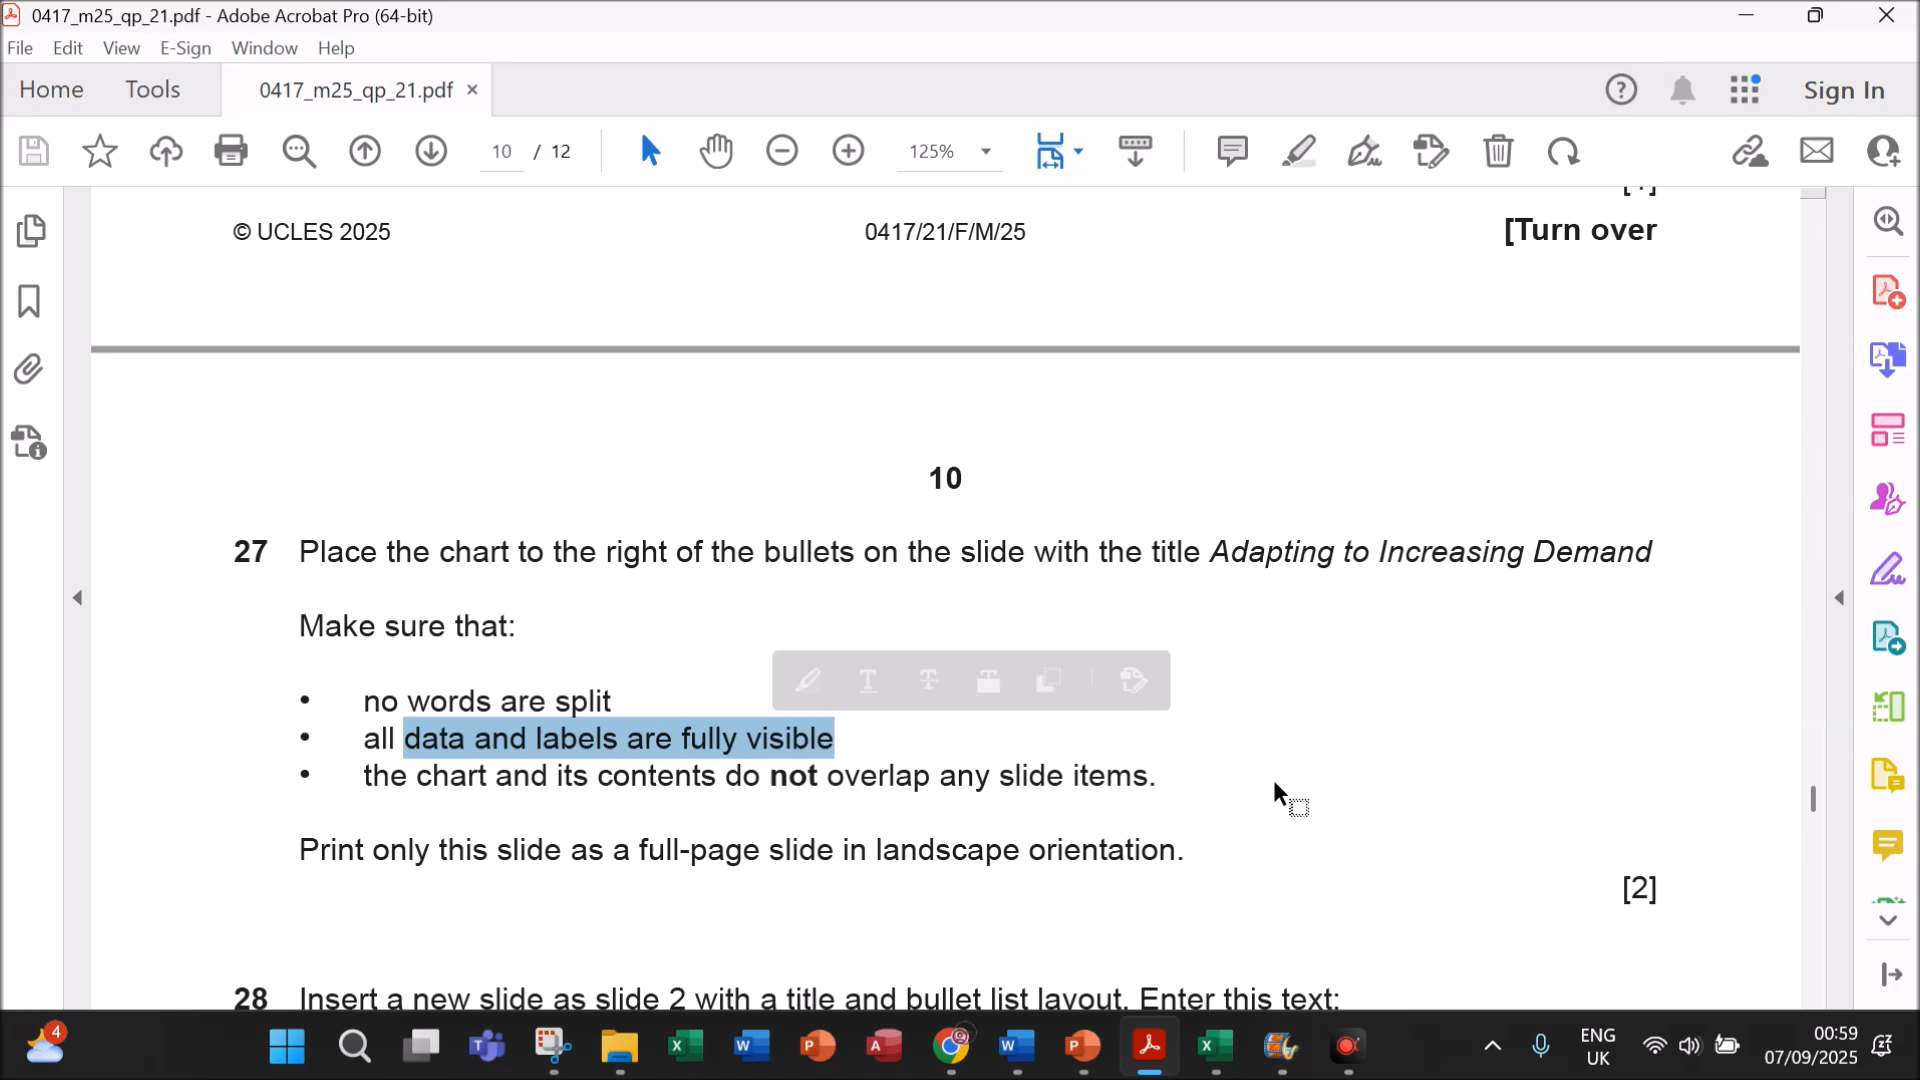 0417_m25_qp_21.pdf - Adobe Acrobat Pro (64-bit)
File Edit View E-Sign Window Help
Home Tools 0417_m25_qp_21.pdf × Sign In
10 / 12 125%
© UCLES 2025 0417/21/F/M/25 [Turn over
10
27 Place the chart to the right of the bullets on the slide with the title Adapting to Increasing Demand
Make sure that:
• no words are split
• all data and labels are fully visible
• the chart and its contents do not overlap any slide items.
Print only this slide as a full-page slide in landscape orientation.
[2]
28 Insert a new slide as slide 2 with a title and bullet list layout. Enter this text:
4
ENG
UK
00:59
07/09/2025